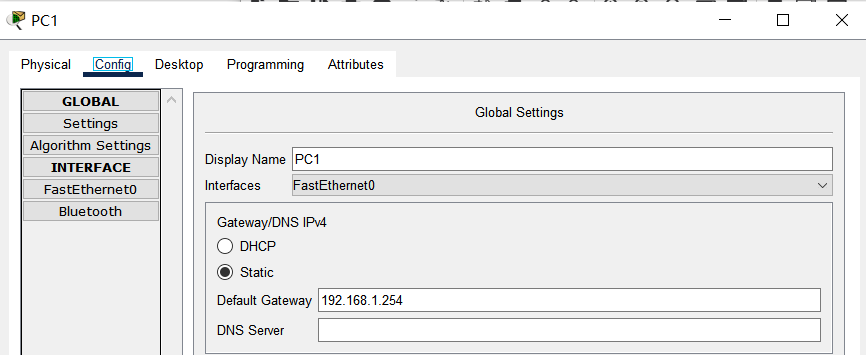 PC1
Physical Config Desktop Programming Attributes
GLOBAL
Settings
Algorithm Settings
INTERFACE
FastEthernet0
Bluetooth
Global Settings
Display Name PC1
Interfaces FastEthernet0
Gateway/DNS IPv4
DHCP
Static
Default Gateway 192.168.1.254
DNS Server